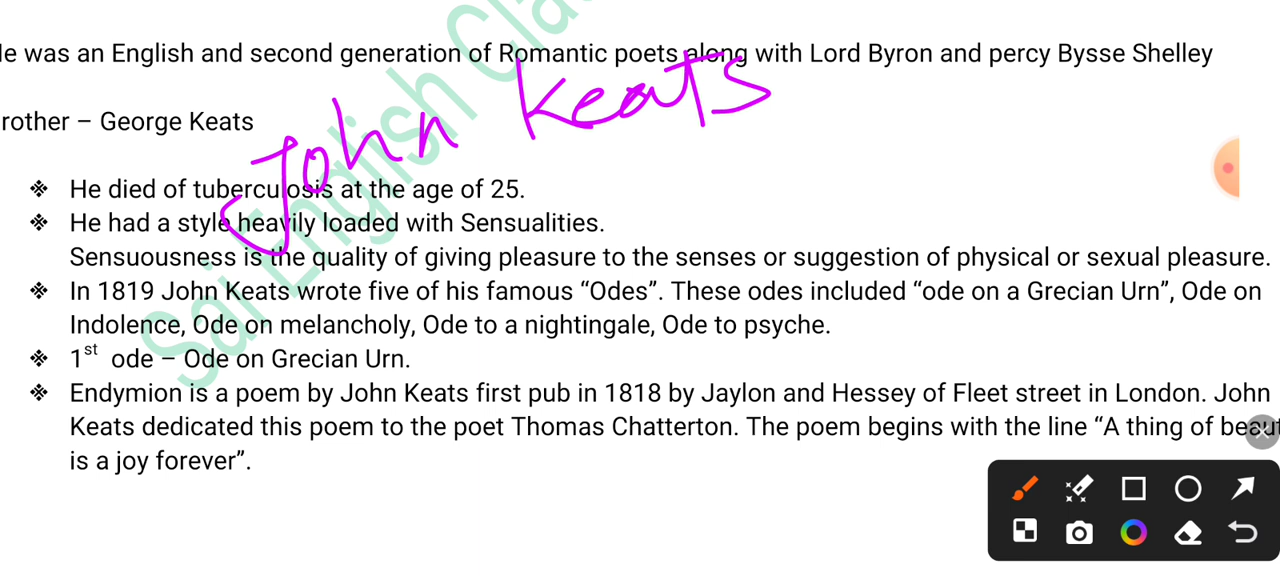 He was an English and second generation of Romantic poets along with Lord Byron and percy Bysse Shelley
John Keats
rother – George Keats
❖ He died of tuberculosis at the age of 25.
❖ He had a style heavily loaded with Sensualities.
Sensuousness is the quality of giving pleasure to the senses or suggestion of physical or sexual pleasure.
❖ In 1819 John Keats wrote five of his famous “Odes”. These odes included “ode on a Grecian Urn”, Ode on
Indolence, Ode on melancholy, Ode to a nightingale, Ode to psyche.
❖ 1st ode – Ode on Grecian Urn.
❖ Endymion is a poem by John Keats first pub in 1818 by Jaylon and Hessey of Fleet street in London. John
Keats dedicated this poem to the poet Thomas Chatterton. The poem begins with the line “A thing of beaut
is a joy forever”.
Sai English Cla